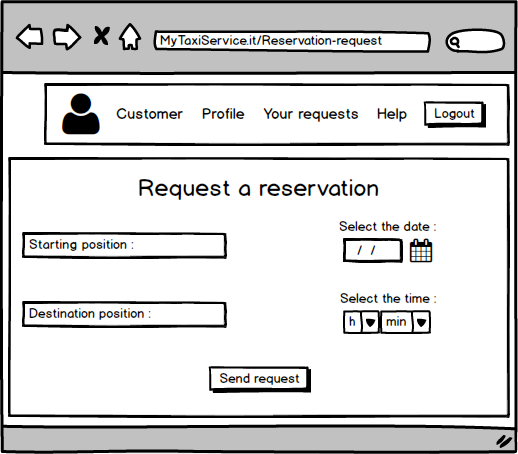 MyTaxiService.it/Reservation-request
Customer Profile Your requests Help Logout
Request a reservation
Select the date :
Starting position :
/ /
Select the time :
Destination position :
h min
Send request